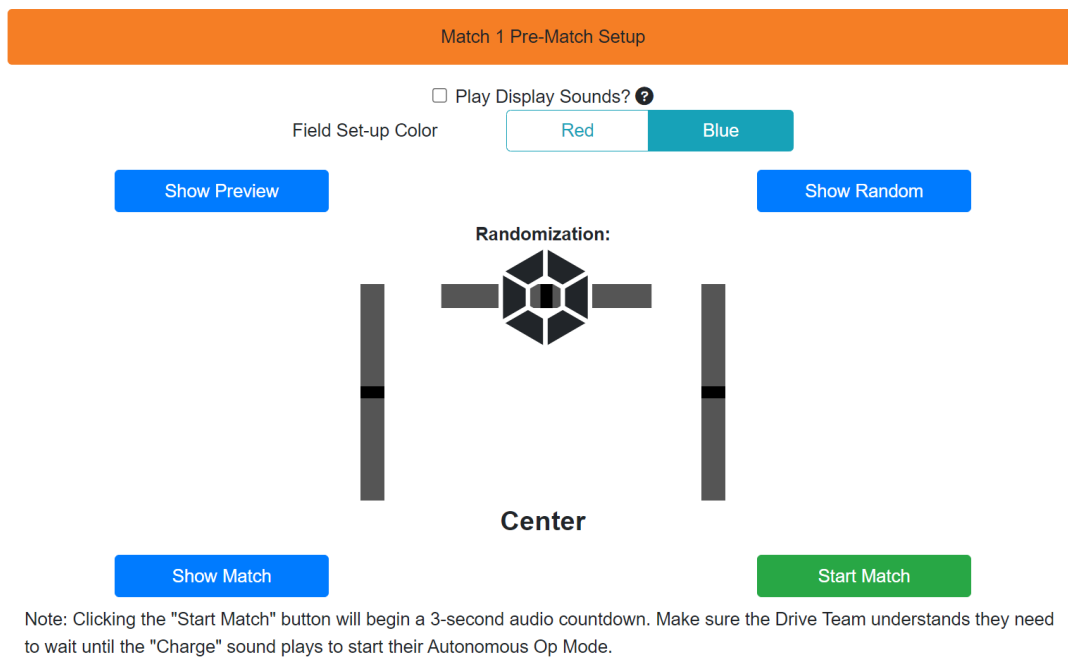 Match 1 Pre-Match Setup
Play Display Sounds? ?
Field Set-up Color
Red
Blue
Show Preview
Show Random
Randomization:
Center
Show Match
Start Match
Note: Clicking the "Start Match" button will begin a 3-second audio countdown. Make sure the Drive Team understands they need
to wait until the "Charge" sound plays to start their Autonomous Op Mode.